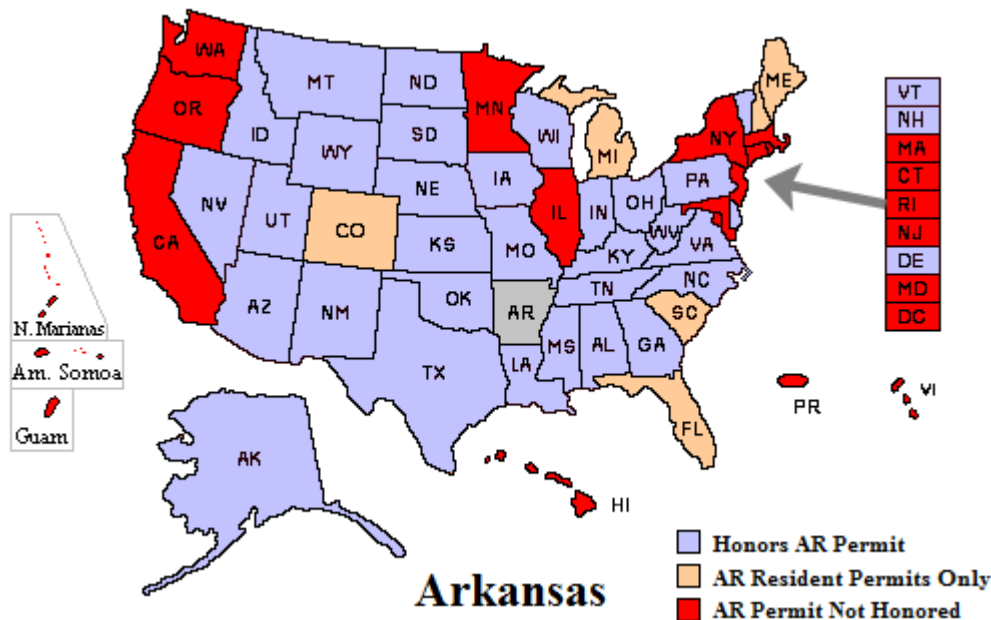 WA
MT
ND
MN
ME
VT
OR
ID
SD
WI
NY
NH
WY
MI
MA
NV
NE
IA
PA
CT
UT
CO
IL
IN
OH
RI
CA
KS
MO
WV
VA
NJ
KY
DE
AZ
NM
OK
AR
TN
NC
MD
SC
DC
N. Marianas
MS
AL
GA
Am. Somoa
TX
LA
PR
VI
Guam
FL
AK
HI
Honors AR Permit
AR Resident Permits Only
Arkansas
AR Permit Not Honored